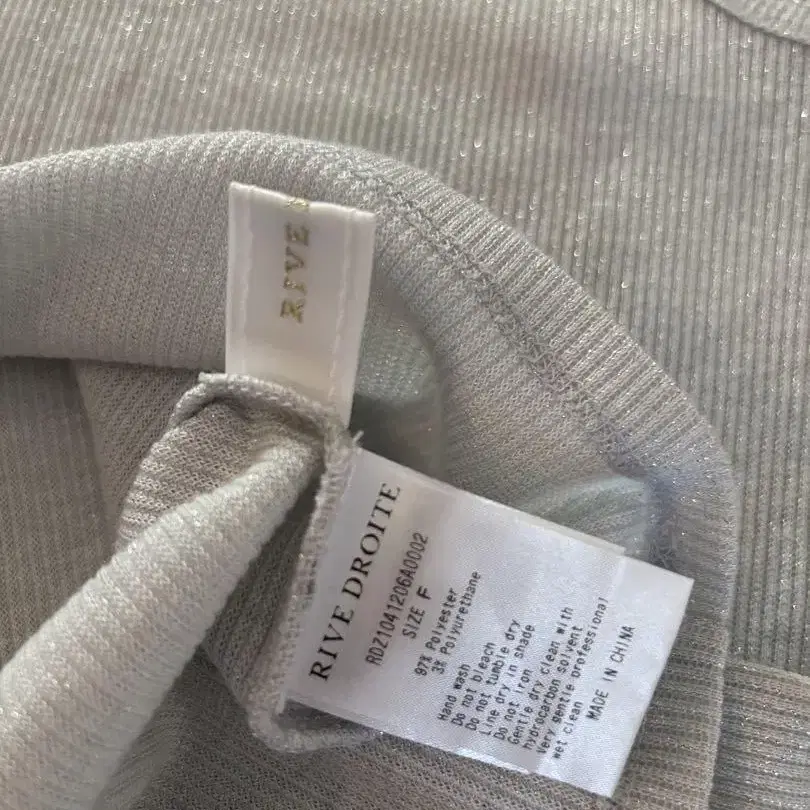 RIVE
RIVE DROITE
RDZ1041206A0002
SIZE F
97% Polyester
3% Polyurethane
Hand wash
Do not bleach
Do not tumble dry
Line dry in shade
Do not iron
Gentle dry clean with
hydrocarbon solvent
Very gentle professional
wet clean
MADE IN CHINA